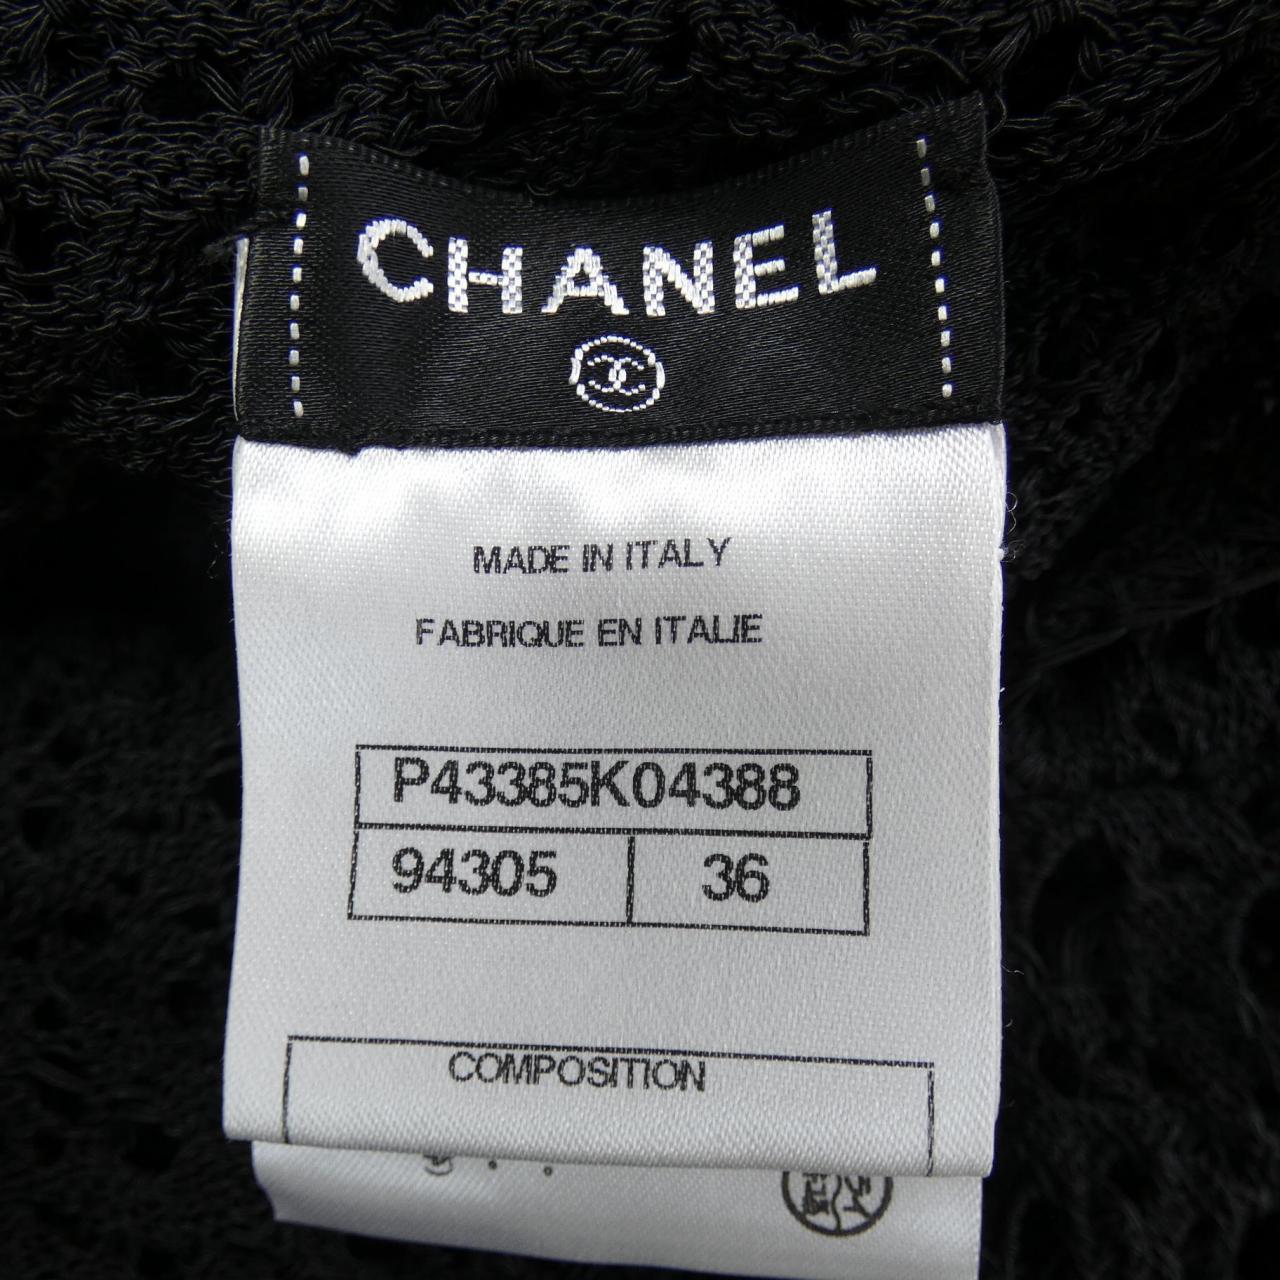 CHANEL
MADE IN ITALY
FABRIQUE EN ITALIE
P43385K04388
94305 36
COMPOSITION